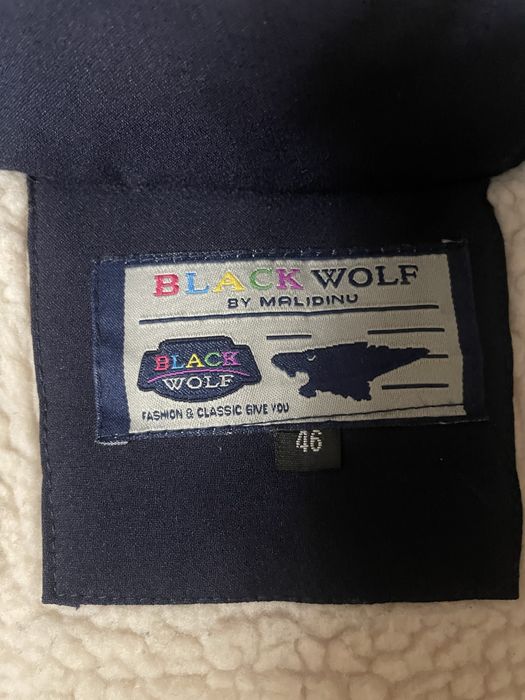 BLACK WOLF
BY MALIDINU
BLACK
WOLF
FASHION & CLASSIC GIVE YOU
46